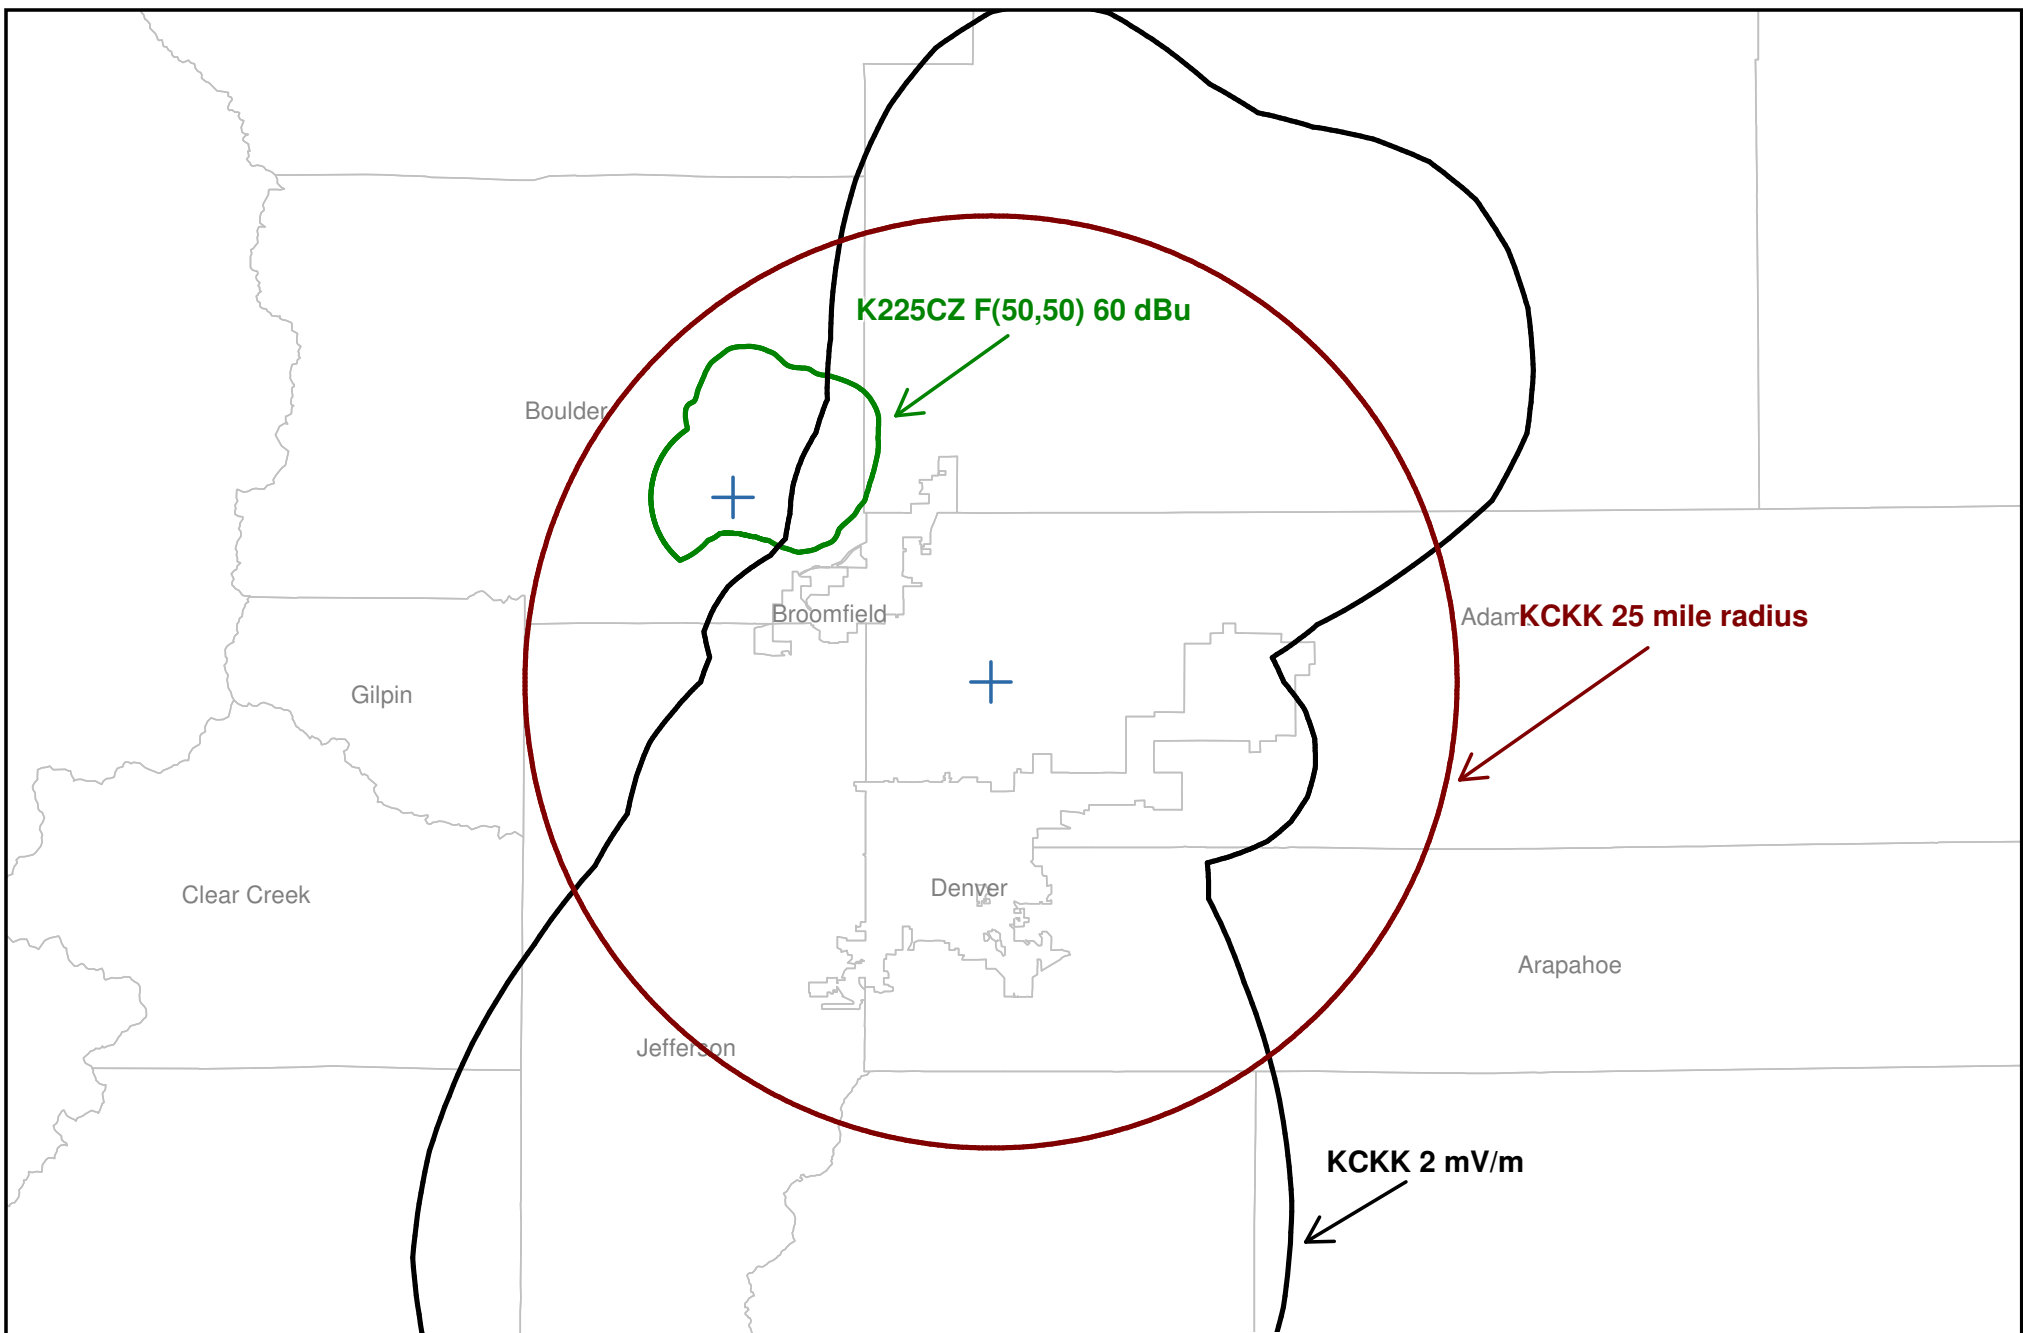 K225CZ F(50,50) 60 dBu
Boulder
Broomfield
Adam
KCKK 25 mile radius
Gilpin
Denver
Clear Creek
Arapahoe
Jefferson
KCKK 2 mV/m